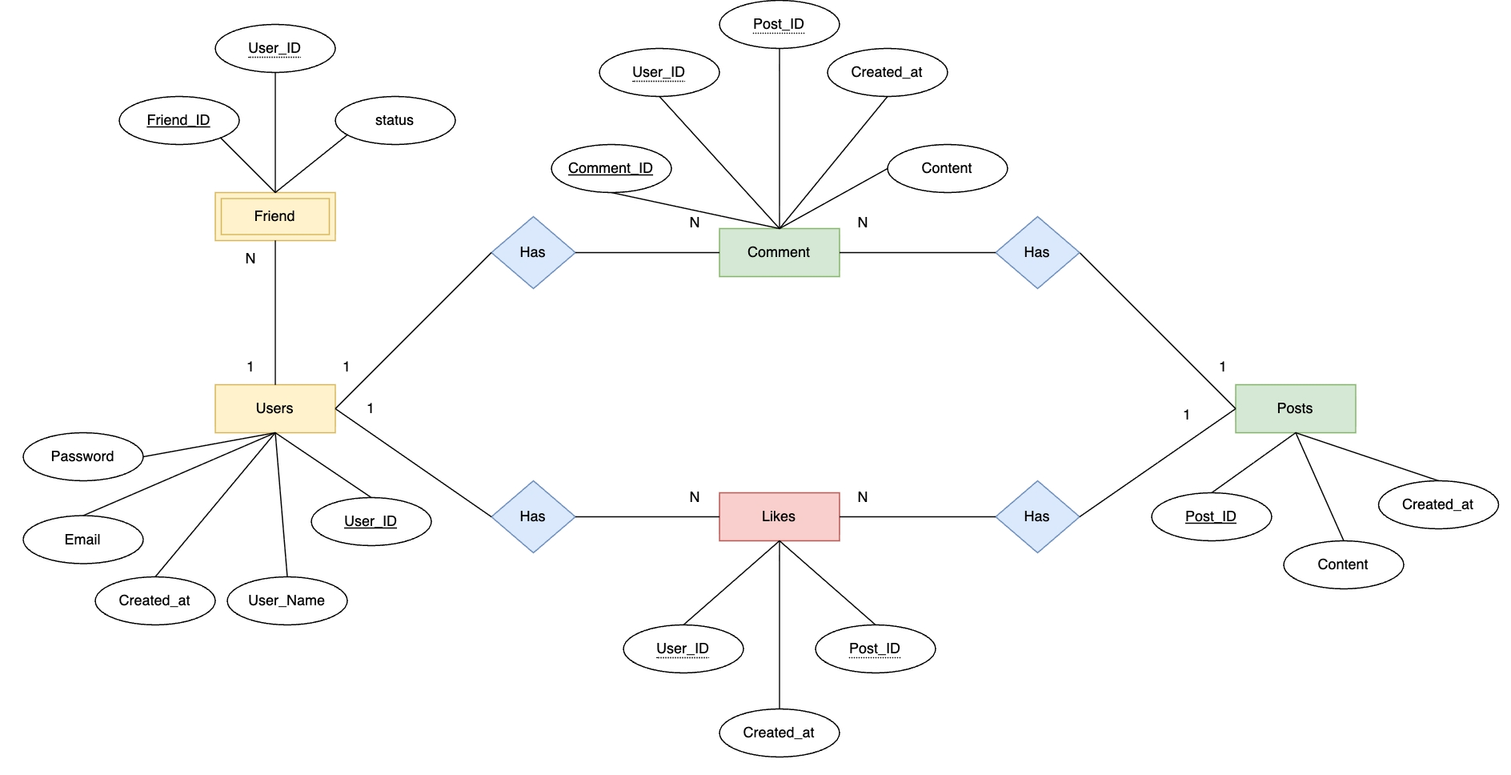 Post_ID
User_ID
User_ID
Created_at
Friend_ID
status
Comment_ID
Content
Friend
N
N
Has
Comment
Has
N
1
1
1
Users
1
1
Posts
Password
Has
N
Likes
N
Has
Email
User_ID
Post_ID
Created_at
Content
Created_at
User_Name
User_ID
Post_ID
Created_at